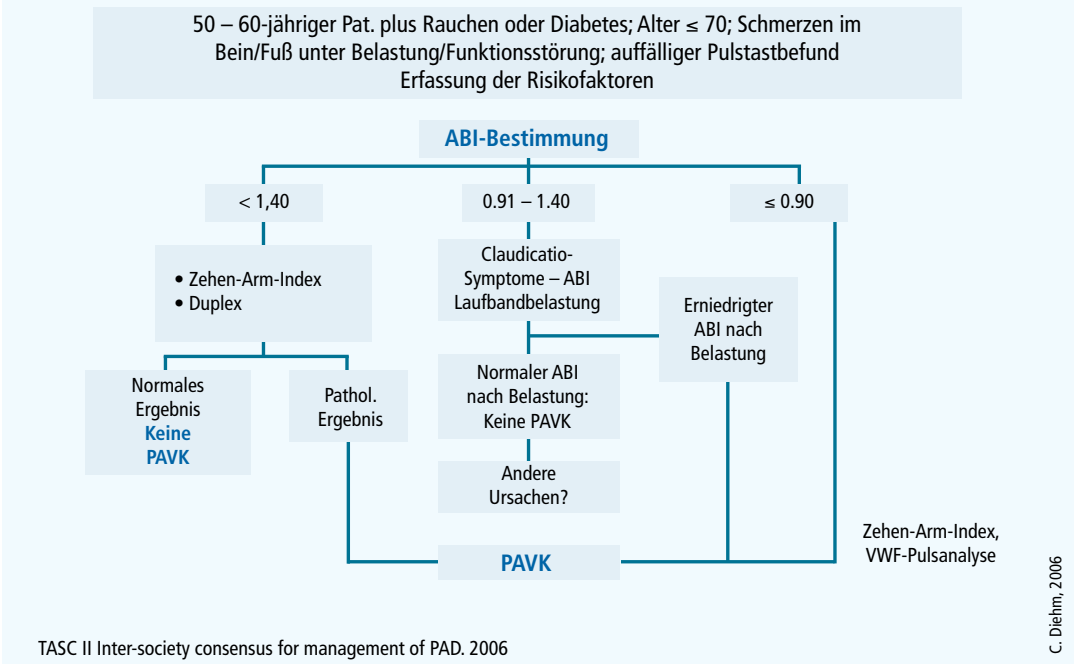 50 – 60-jähriger Pat. plus Rauchen oder Diabetes; Alter ≤ 70; Schmerzen im
Bein/Fuß unter Belastung/Funktionsstörung; auffälliger Pulstastbefund
Erfassung der Risikofaktoren
ABI-Bestimmung
< 1,40
0.91 – 1.40
≤ 0.90
• Zehen-Arm-Index
• Duplex
Claudicatio-
Symptome – ABI
Laufbandbelastung
Erniedrigter
ABI nach
Belastung
Normales
Ergebnis
Keine
PAVK
Pathol.
Ergebnis
Normaler ABI
nach Belastung:
Keine PAVK
Andere
Ursachen?
PAVK
Zehen-Arm-Index,
VWF-Pulsanalyse
TASC II Inter-society consensus for management of PAD. 2006
C. Diehm, 2006